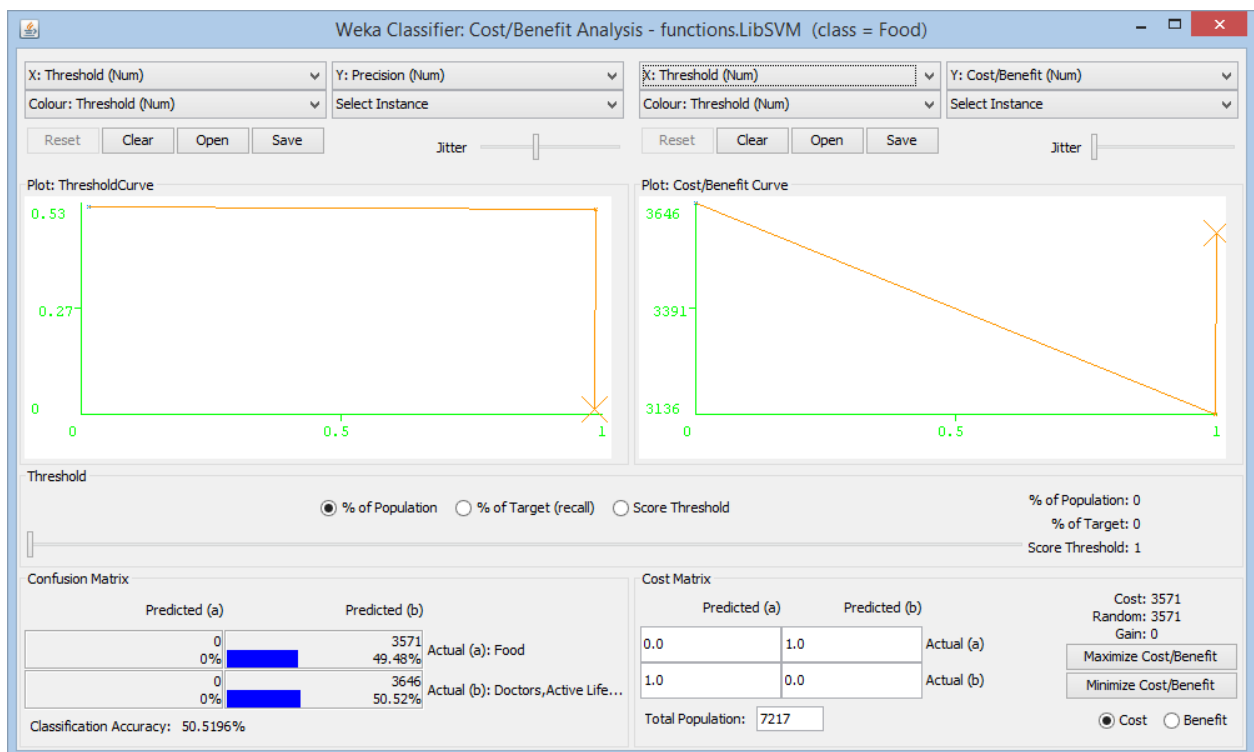 Weka Classifier: Cost/Benefit Analysis - functions.LibSVM (class = Food)
X: Threshold (Num)
Y: Precision (Num)
Colour: Threshold (Num)
Select Instance
Reset
Clear
Open
Save
Jitter
X: Threshold (Num)
Y: Cost/Benefit (Num)
Colour: Threshold (Num)
Select Instance
Reset
Clear
Open
Save
Jitter
Plot: ThresholdCurve
0.53
0.27
0
0
0.5
1
Plot: Cost/Benefit Curve
3646
3391
3136
0
0.5
1
Threshold
% of Population
% of Target (recall)
Score Threshold
% of Population: 0
% of Target: 0
Score Threshold: 1
Confusion Matrix
Predicted (a)
Predicted (b)
0
0%
3571
49.48%
Actual (a): Food
0
0%
3646
50.52%
Actual (b): Doctors,Active Life...
Classification Accuracy: 50.5196%
Cost Matrix
Predicted (a)
Predicted (b)
0.0
1.0
Actual (a)
1.0
0.0
Actual (b)
Total Population: 7217
Cost: 3571
Random: 3571
Gain: 0
Maximize Cost/Benefit
Minimize Cost/Benefit
Cost
Benefit